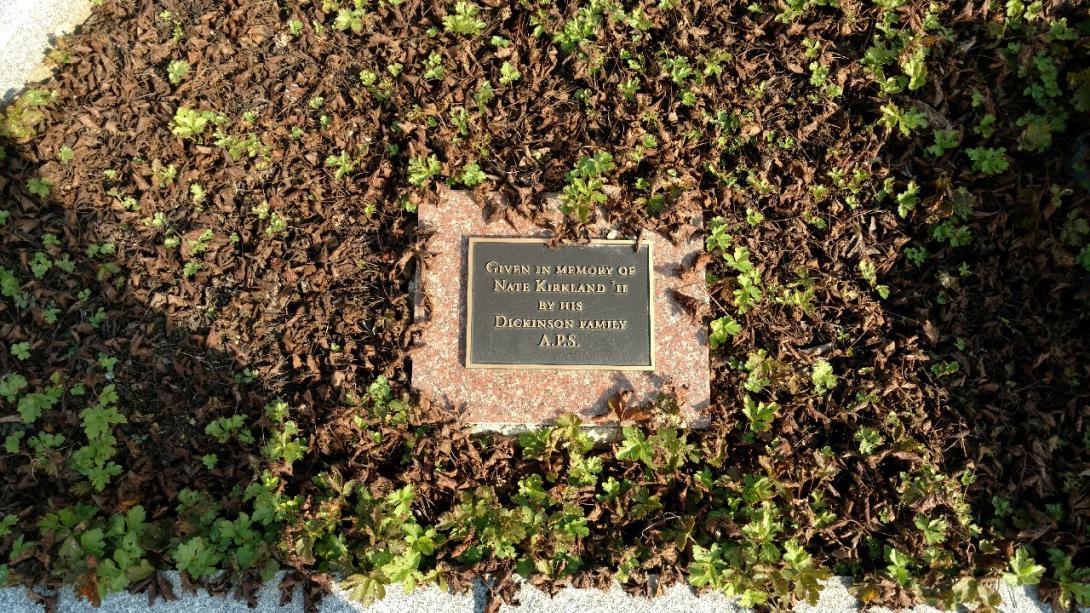 Given in memory of
Nate Kirkland '11
by his
Dickinson family
A.P.S.